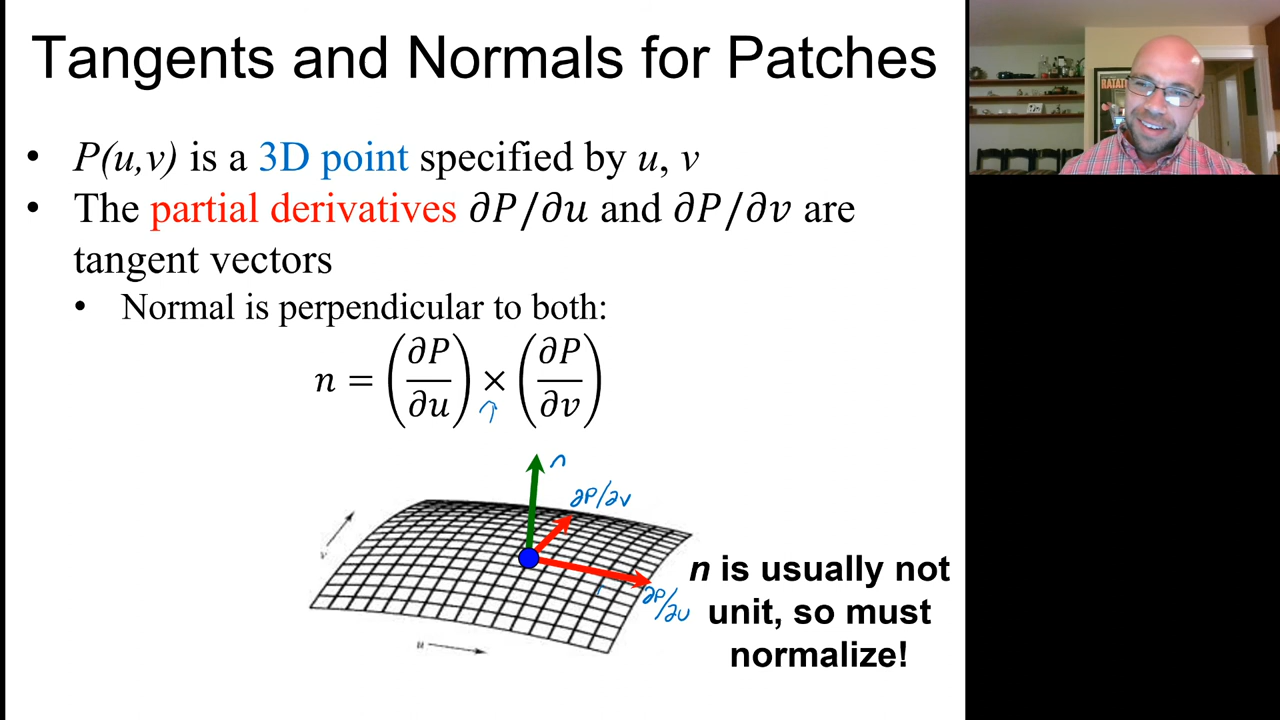 Tangents and Normals for Patches
• P(u,v) is a 3D point specified by u, v
• The partial derivatives ∂P/∂u and ∂P/∂v are
tangent vectors
• Normal is perpendicular to both:
n = (∂P/∂u) × (∂P/∂v)
n
∂P/∂v
v
∂P/∂u
u
n is usually not
unit, so must
normalize!